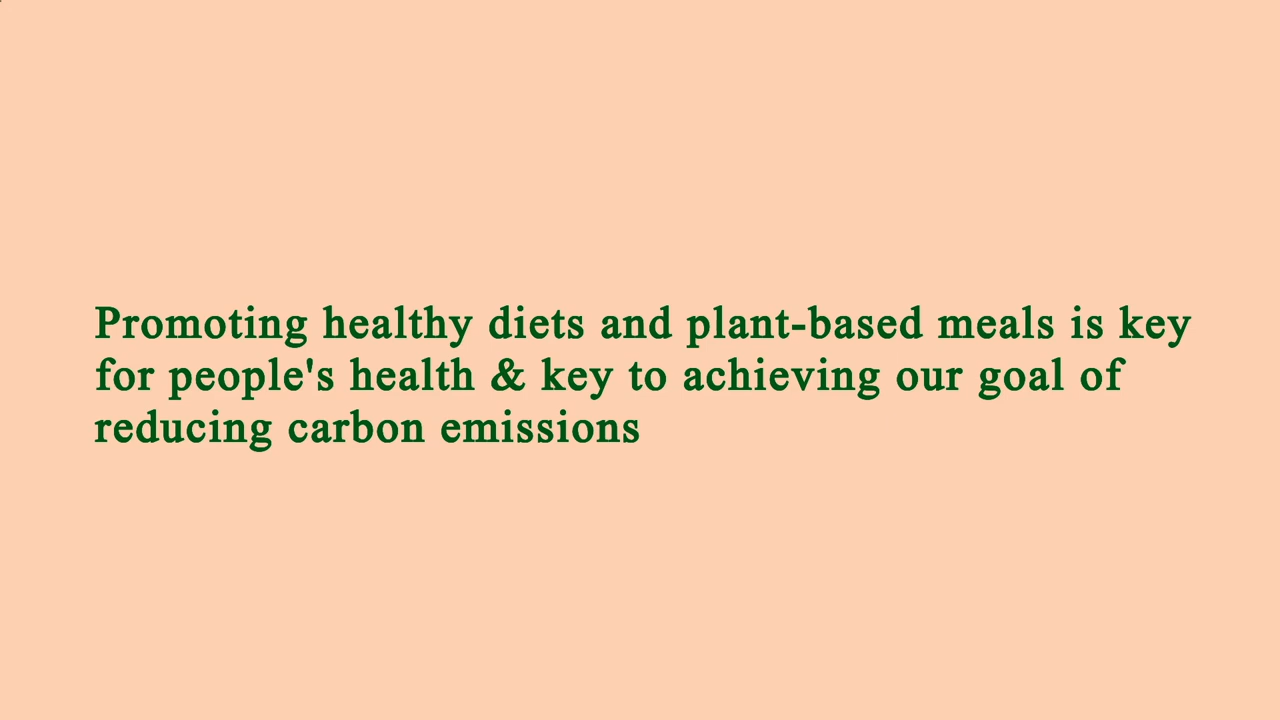 Promoting healthy diets and plant-based meals is key
for people's health & key to achieving our goal of
reducing carbon emissions